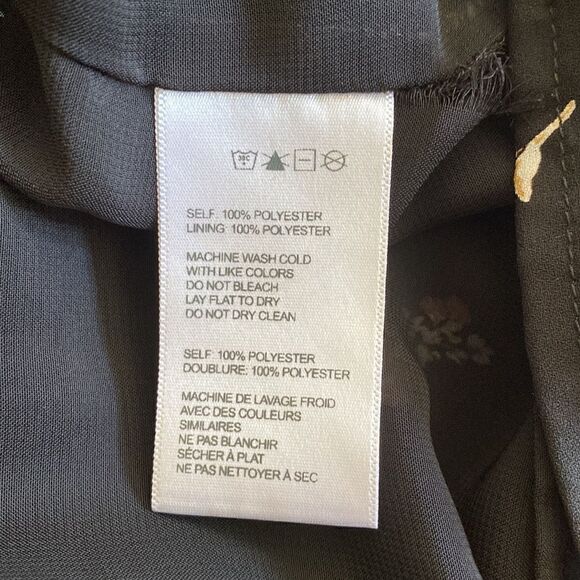 30C
SELF: 100% POLYESTER
LINING: 100% POLYESTER
MACHINE WASH COLD
WITH LIKE COLORS
DO NOT BLEACH
LAY FLAT TO DRY
DO NOT DRY CLEAN
SELF: 100% POLYESTER
DOUBLURE: 100% POLYESTER
MACHINE DE LAVAGE FROID
AVEC DES COULEURS
SIMILAIRES
NE PAS BLANCHIR
SÉCHER À PLAT
NE PAS NETTOYER À SEC